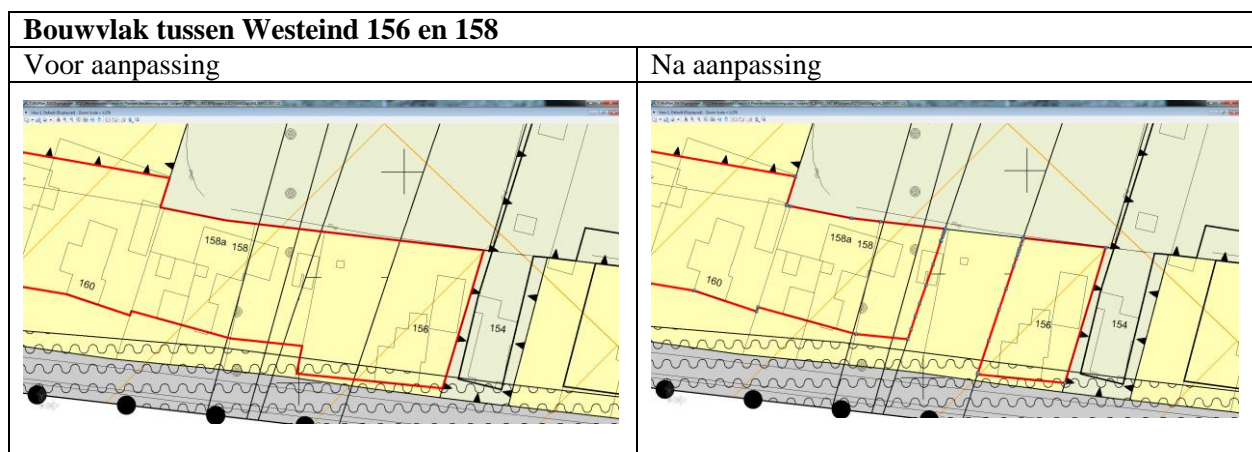 Bouwvlak tussen Westeind 156 en 158
Voor aanpassing
Na aanpassing
158a 158
160
156
154
158a 158
160
156
154